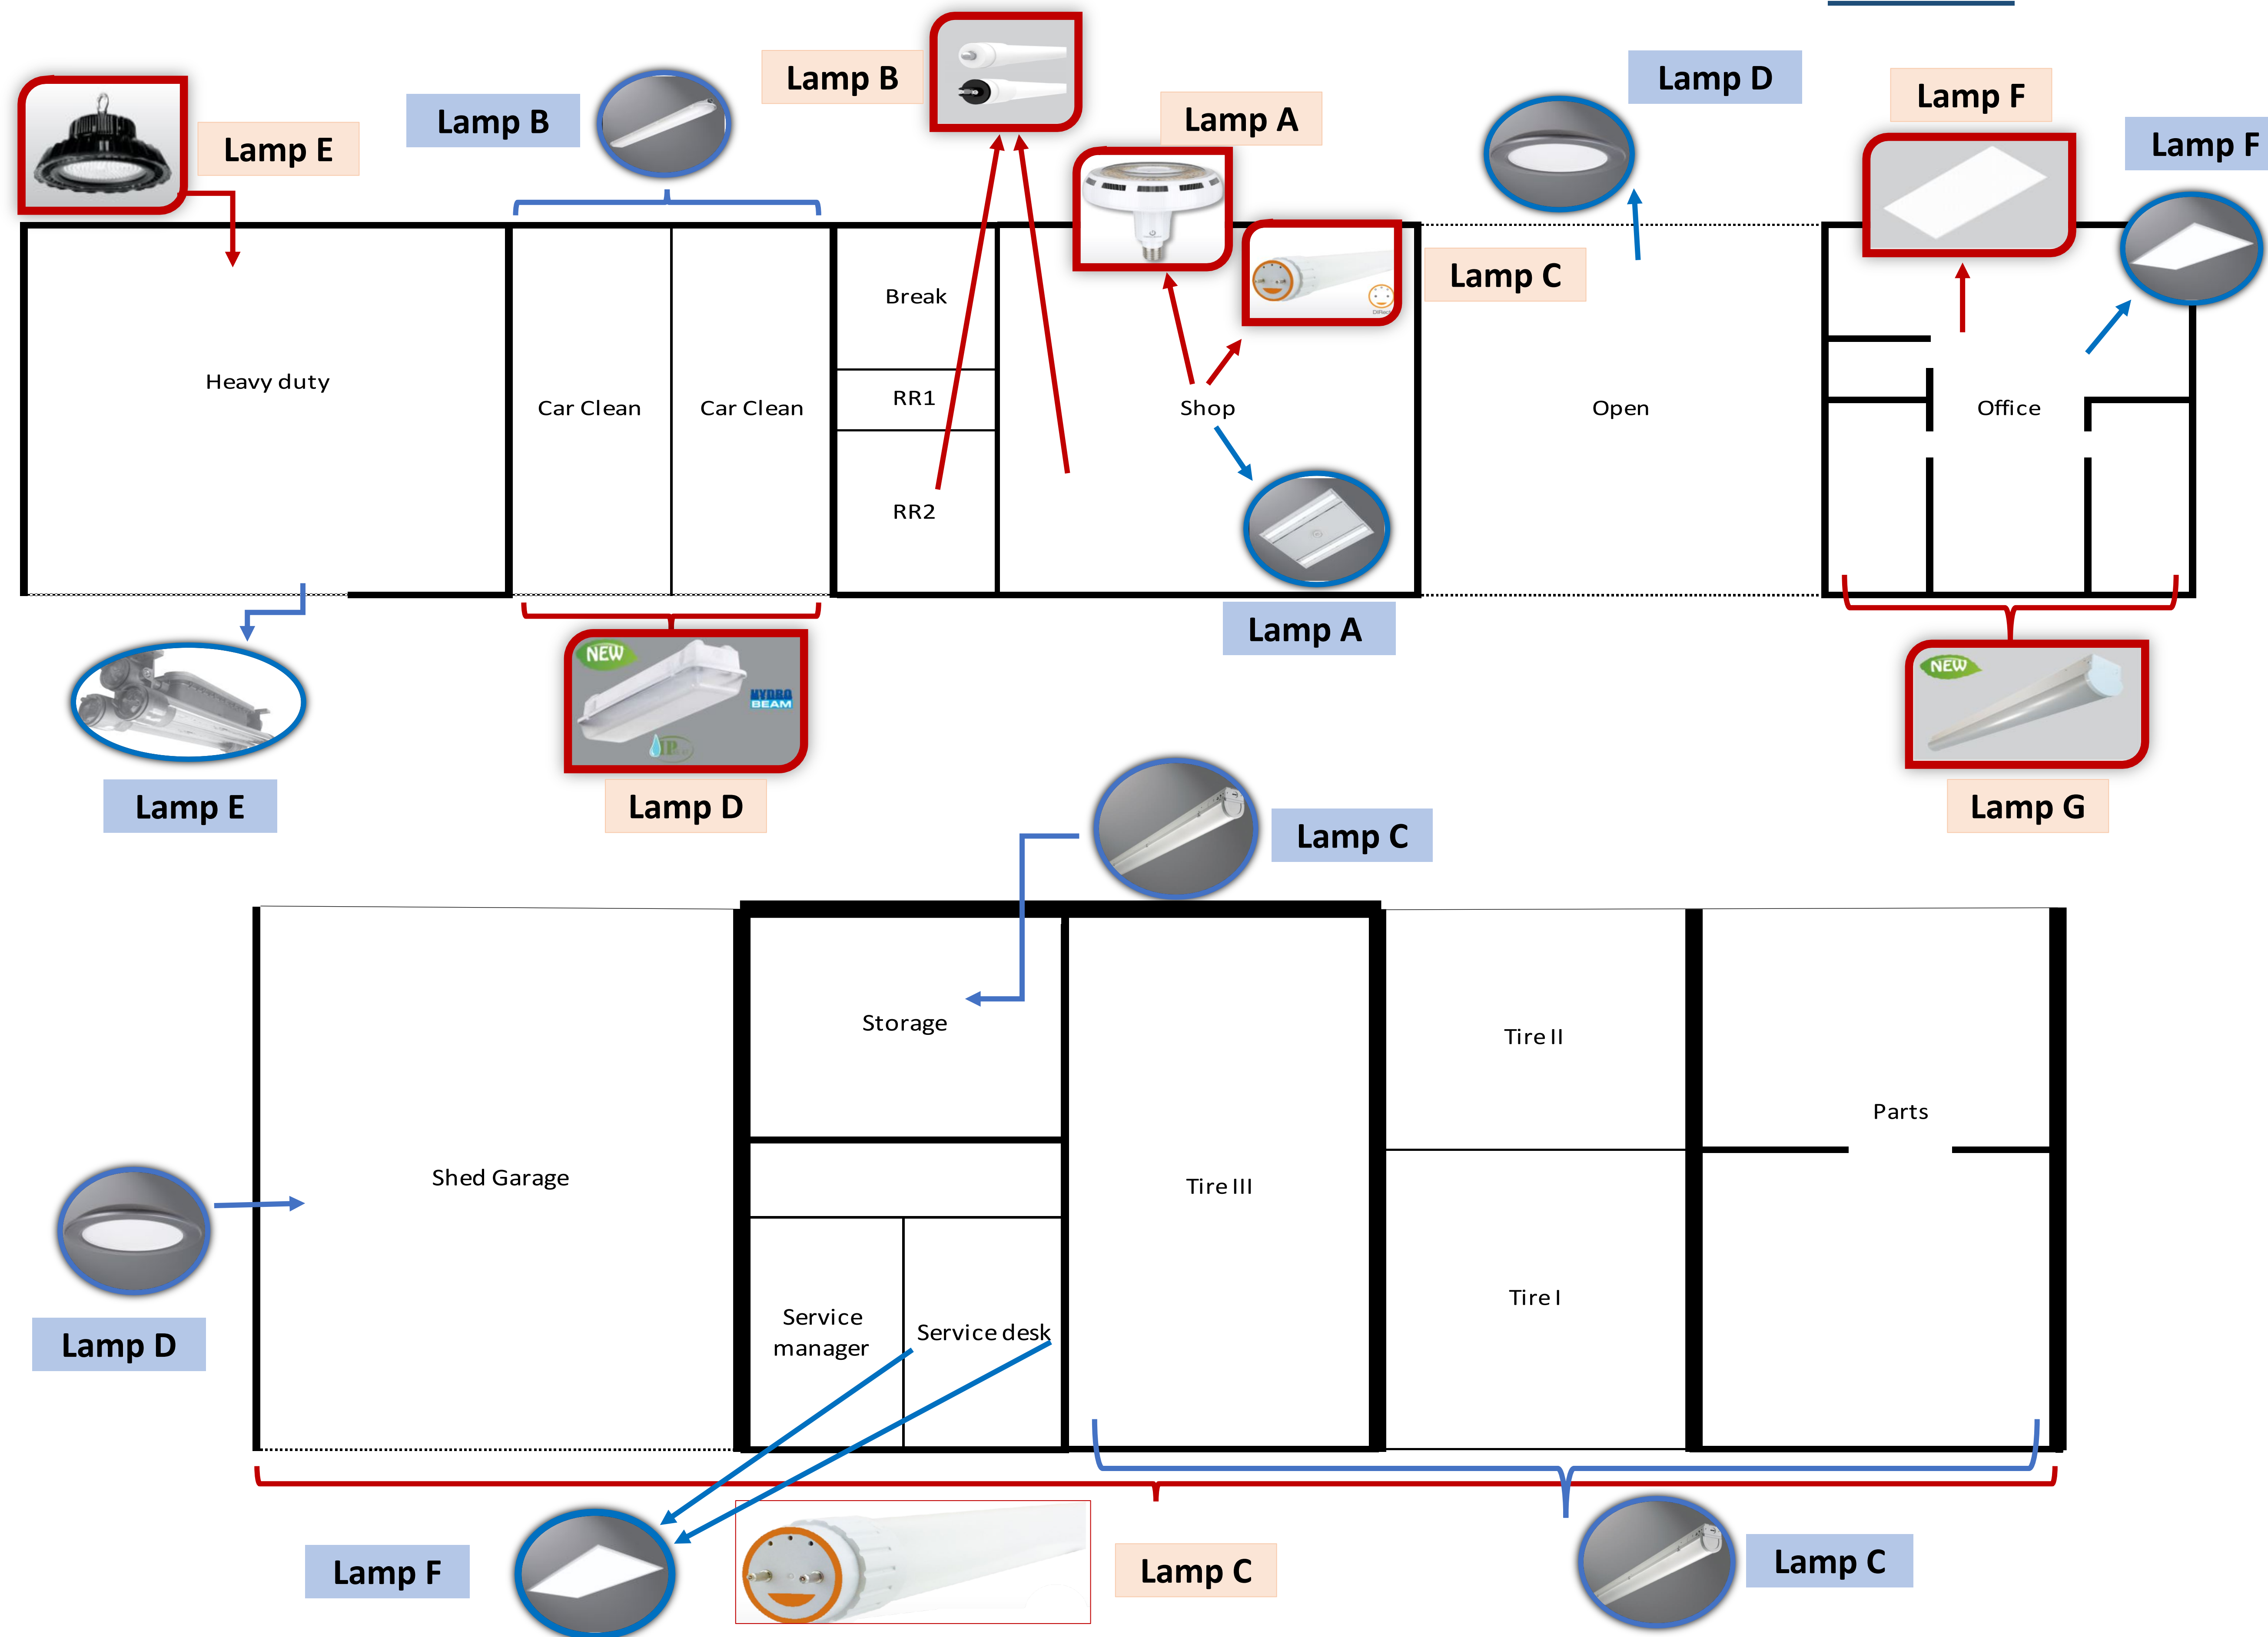 Lamp B
Lamp D
Lamp B
Lamp F
Lamp A
Lamp E
Lamp F
Lamp C
DIRect
Break
Heavy duty
RR1
Car Clean
Car Clean
Shop
Open
Office
RR2
Lamp A
NEW
HYDRO
BEAM
IP
NEW
Lamp E
Lamp D
Lamp G
Lamp C
Storage
Tire II
Parts
Shed Garage
Tire III
Tire I
Service
manager
Service desk
Lamp D
Lamp F
Lamp C
Lamp C